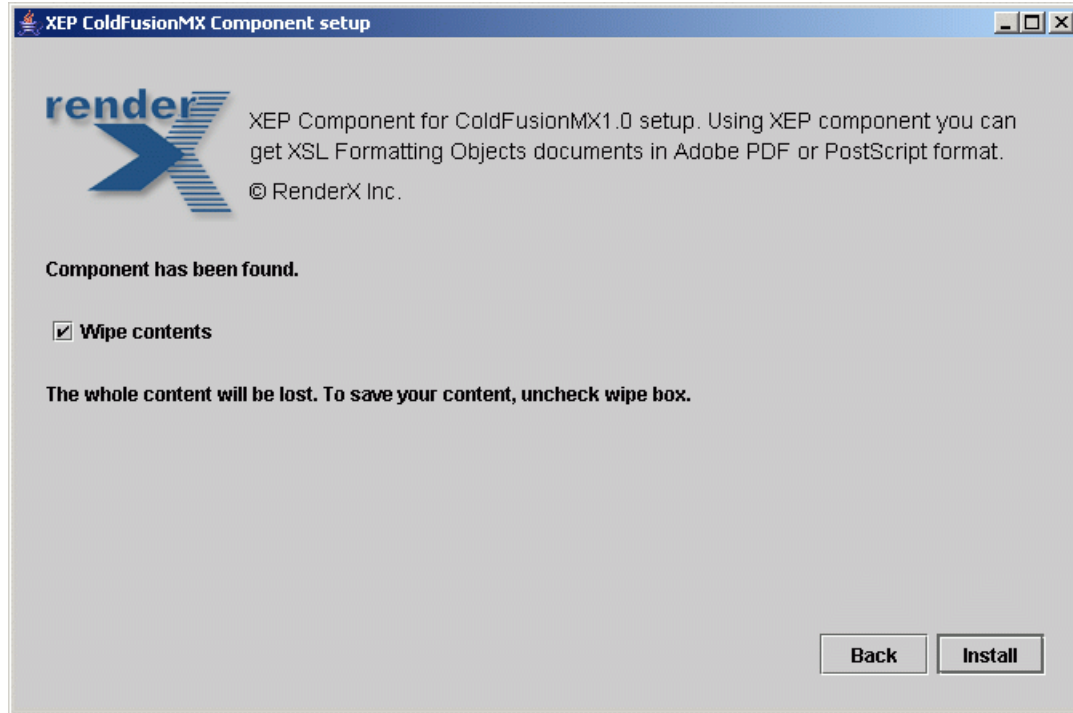 XEP ColdFusionMX Component setup
renderX
XEP Component for ColdFusionMX1.0 setup. Using XEP component you can
get XSL Formatting Objects documents in Adobe PDF or PostScript format.
© RenderX Inc.
Component has been found.
Wipe contents
The whole content will be lost. To save your content, uncheck wipe box.
Back Install